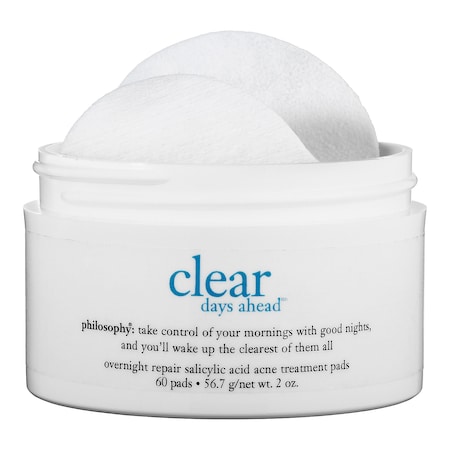 clear
days ahead™
philosophy®: take control of your mornings with good nights,
and you'll wake up the clearest of them all
overnight repair salicylic acid acne treatment pads
60 pads • 56.7 g/net wt. 2 oz.